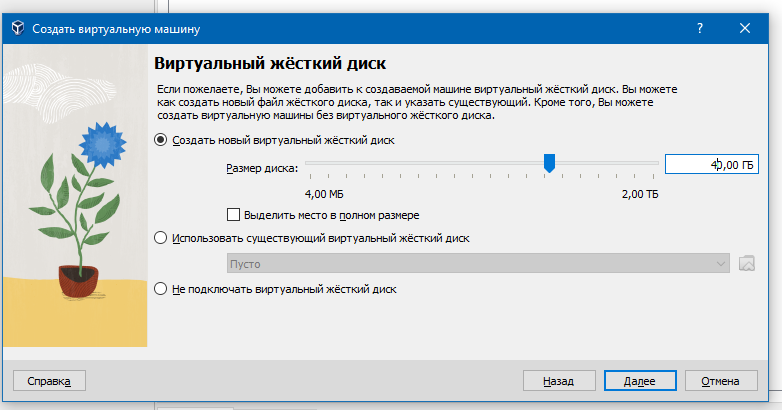 Создать виртуальную машину
Виртуальный жёсткий диск
Если пожелаете, Вы можете добавить к создаваемой машине виртуальный жёсткий диск. Вы можете
как создать новый файл жёсткого диска, так и указать существующий. Кроме того, Вы можете
создать виртуальную машины без виртуального жёсткого диска.
Создать новый виртуальный жёсткий диск
Размер диска:
40,00 ГБ
4,00 МБ
2,00 ТБ
Выделить место в полном размере
Использовать существующий виртуальный жёсткий диск
Пусто
Не подключать виртуальный жёсткий диск
Справка
Назад
Далее
Отмена